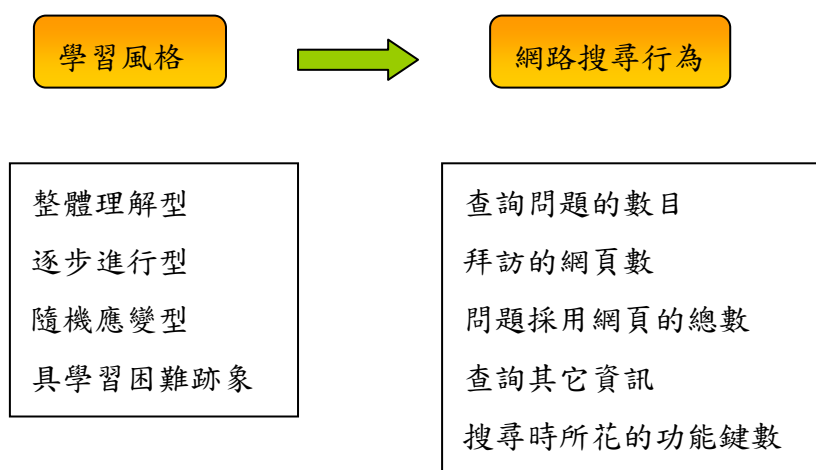 學習風格
網路搜尋行為
整體理解型
逐步進行型
隨機應變型
具學習困難跡象
查詢問題的數目
拜訪的網頁數
問題採用網頁的總數
查詢其它資訊
搜尋時所花的功能鍵數